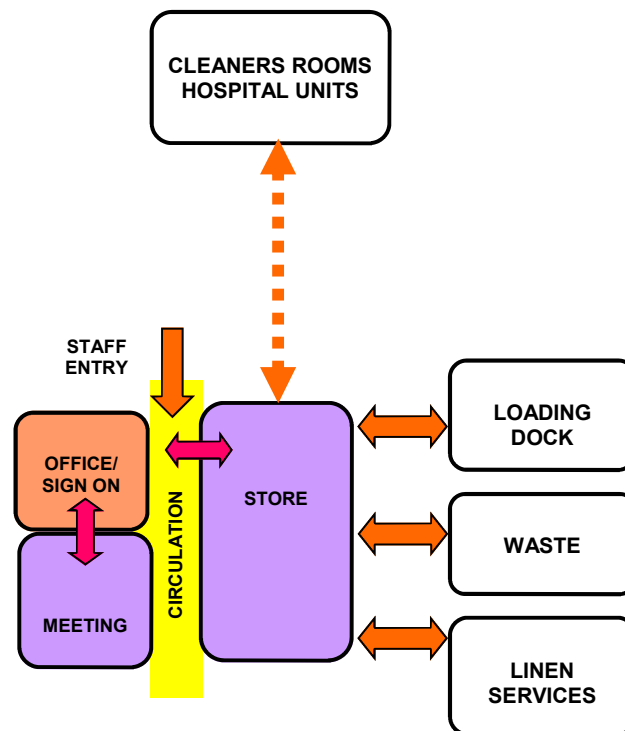 CLEANERS ROOMS
HOSPITAL UNITS
STAFF
ENTRY
OFFICE/
SIGN ON
MEETING
CIRCULATION
STORE
LOADING
DOCK
WASTE
LINEN
SERVICES